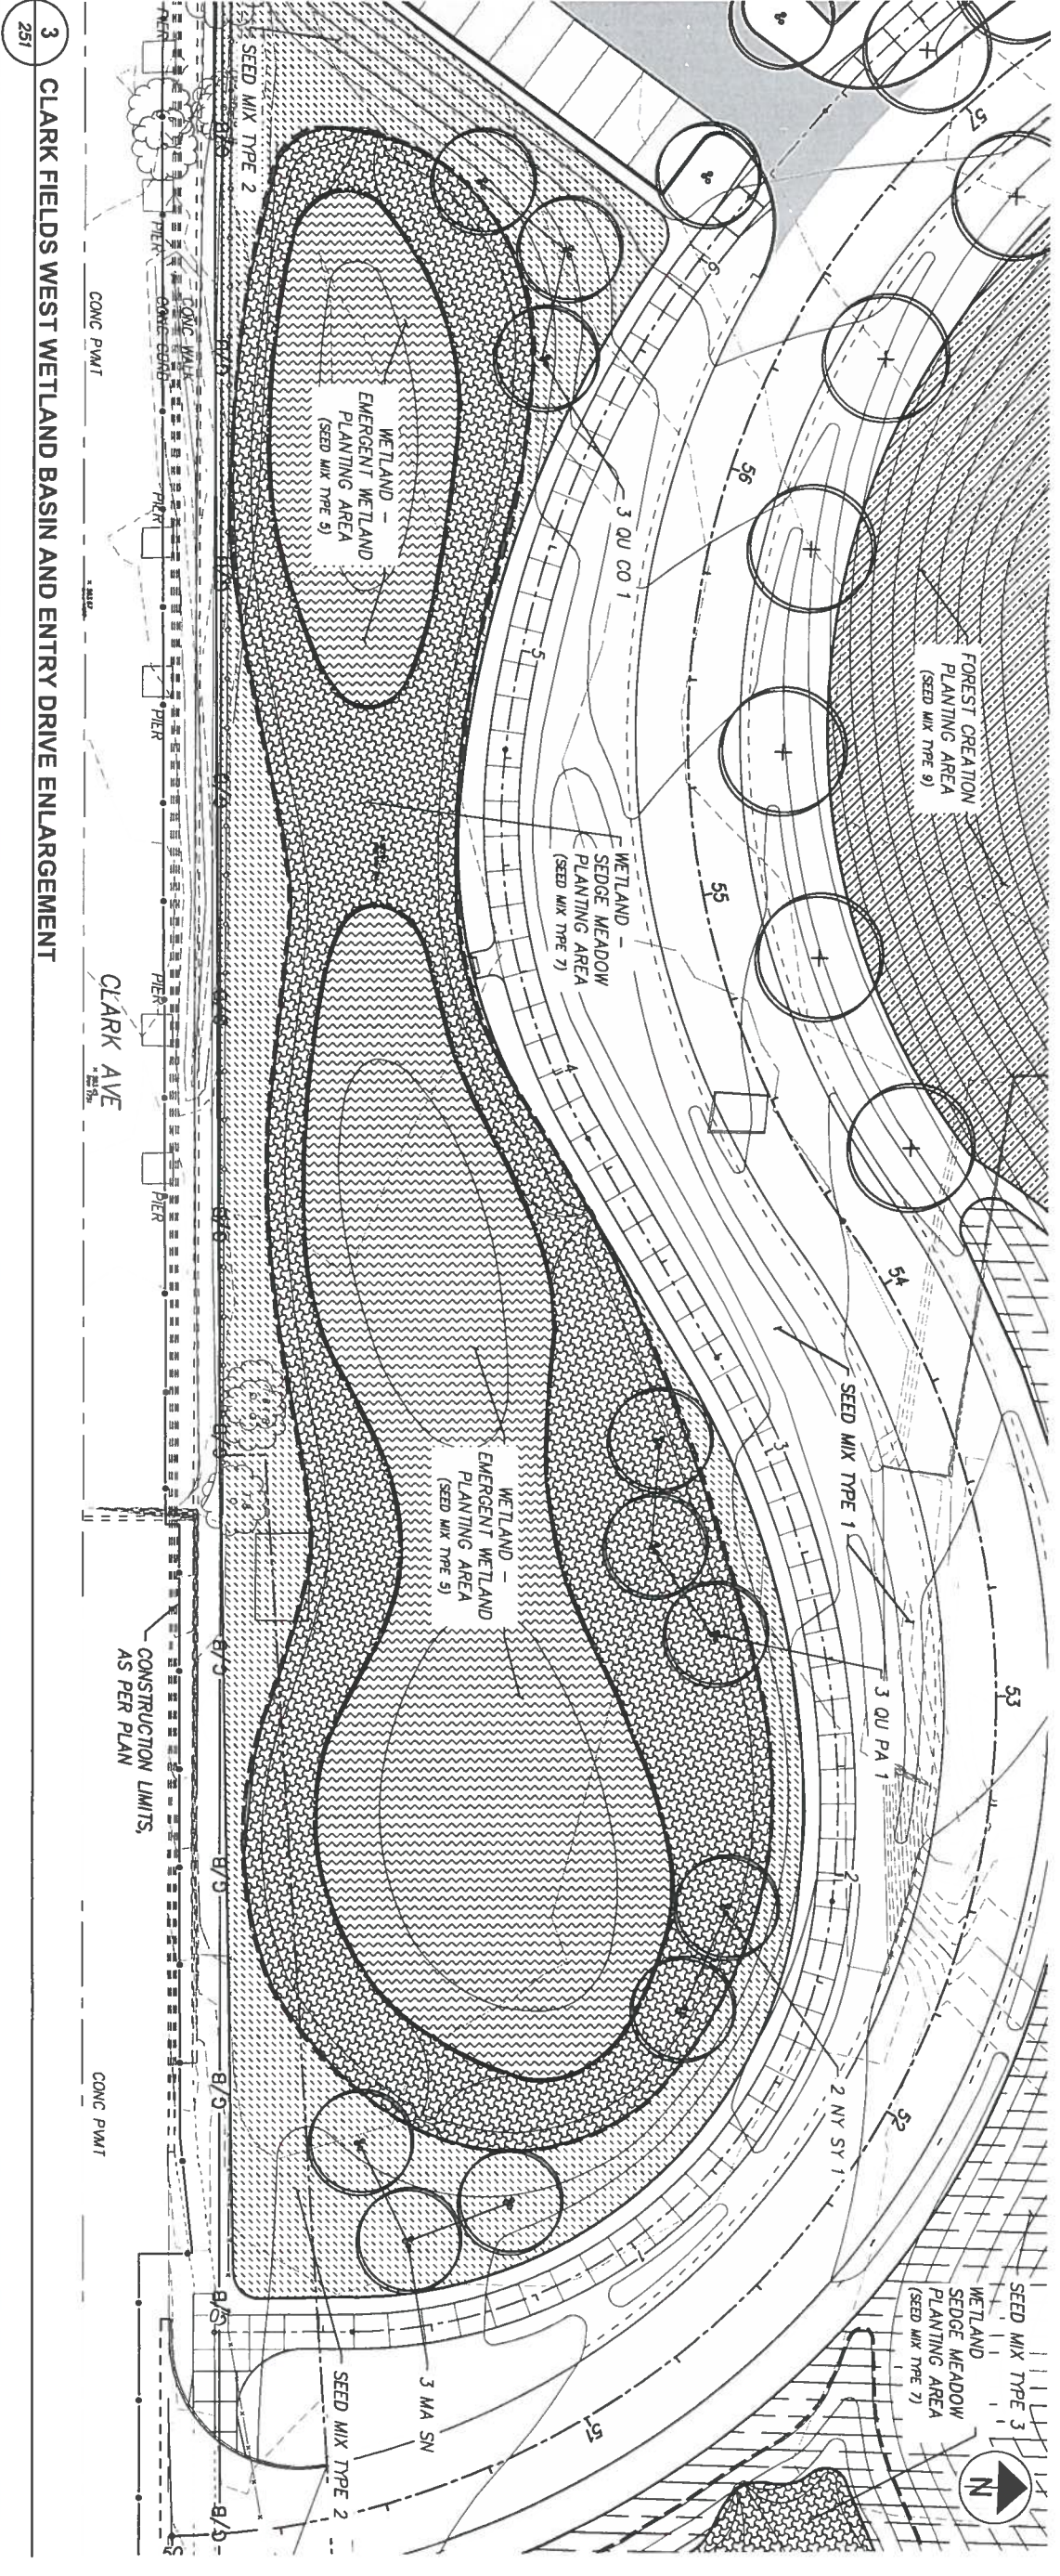 57
SEED MIX TYPE 2
6
PIER
56
3 QU CO 1
WETLAND –
EMERGENT WETLAND
PLANTING AREA
(SEED MIX TYPE 5)
CONC WALK
CONC CURB
CONC PVMT
PIER
PIER
5
FOREST CREATION
PLANTING AREA
(SEED MIX TYPE 9)
PIER
55
WETLAND –
SEDGE MEADOW
PLANTING AREA
(SEED MIX TYPE 7)
CLARK AVE
PIER
4
PIER
54
SEED MIX TYPE 1
3
WETLAND –
EMERGENT WETLAND
PLANTING AREA
(SEED MIX TYPE 5)
53
3 QU PA 1
CONSTRUCTION LIMITS,
AS PER PLAN
2
52
2 NY SY 1
CONC PVMT
1
SEED MIX TYPE 3
WETLAND
SEDGE MEADOW
PLANTING AREA
(SEED MIX TYPE 7)
51
3 MA SN
SEED MIX TYPE 2
N
3
251
CLARK FIELDS WEST WETLAND BASIN AND ENTRY DRIVE ENLARGEMENT